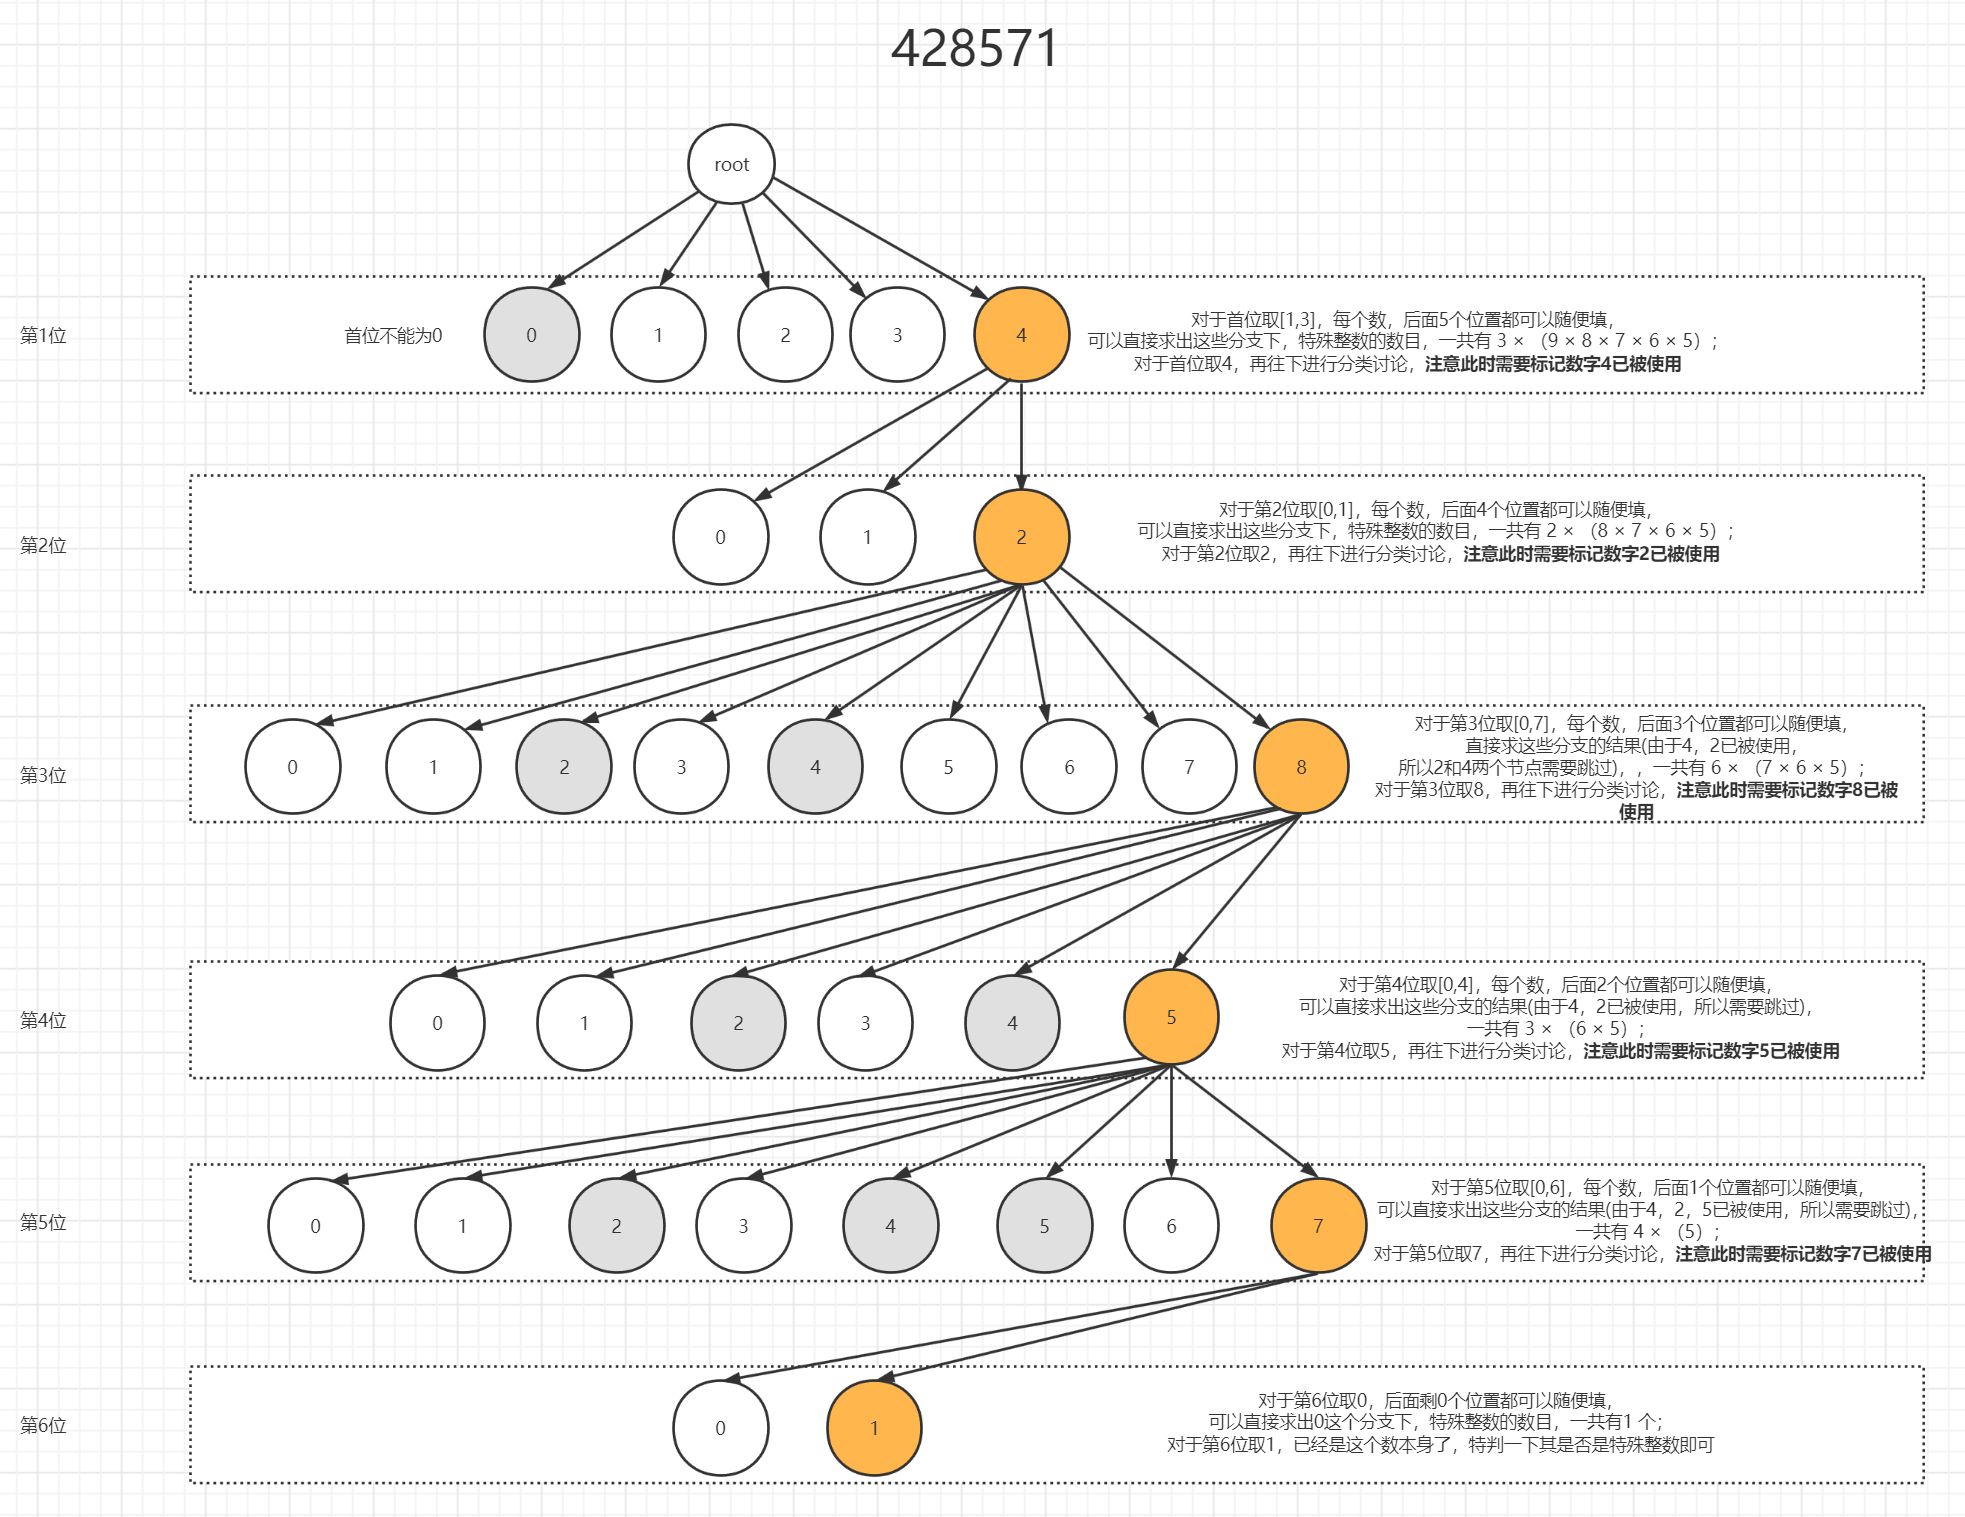 428571
root
第1位
首位不能为0
0
1
2
3
4
对于首位取[1,3]，每个数，后面5个位置都可以随便填，
可以直接求出这些分支下，特殊整数的数目，一共有 3 × （9 × 8 × 7 × 6 × 5）；
对于首位取4，再往下进行分类讨论，注意此时需要标记数字4已被使用
第2位
0
1
2
对于第2位取[0,1]，每个数，后面4个位置都可以随便填，
可以直接求出这些分支下，特殊整数的数目，一共有 2 × （8 × 7 × 6 × 5）；
对于第2位取2，再往下进行分类讨论，注意此时需要标记数字2已被使用
第3位
0
1
2
3
4
5
6
7
8
对于第3位取[0,7]，每个数，后面3个位置都可以随便填，
直接求这些分支的结果(由于4，2已被使用，
所以2和4两个节点需要跳过)，，一共有 6 × （7 × 6 × 5）；
对于第3位取8，再往下进行分类讨论，注意此时需要标记数字8已被
使用
第4位
0
1
2
3
4
5
对于第4位取[0,4]，每个数，后面2个位置都可以随便填，
可以直接求出这些分支的结果(由于4，2已被使用，所以需要跳过)，
一共有 3 × （6 × 5）；
对于第4位取5，再往下进行分类讨论，注意此时需要标记数字5已被使用
第5位
0
1
2
3
4
5
6
7
对于第5位取[0,6]，每个数，后面1个位置都可以随便填，
可以直接求出这些分支的结果(由于4，2，5已被使用，所以需要跳过)，
一共有 4 × （5）；
对于第5位取7，再往下进行分类讨论，注意此时需要标记数字7已被使用
第6位
0
1
对于第6位取0，后面剩0个位置都可以随便填，
可以直接求出0这个分支下，特殊整数的数目，一共有1 个；
对于第6位取1，已经是这个数本身了，特判一下其是否是特殊整数即可